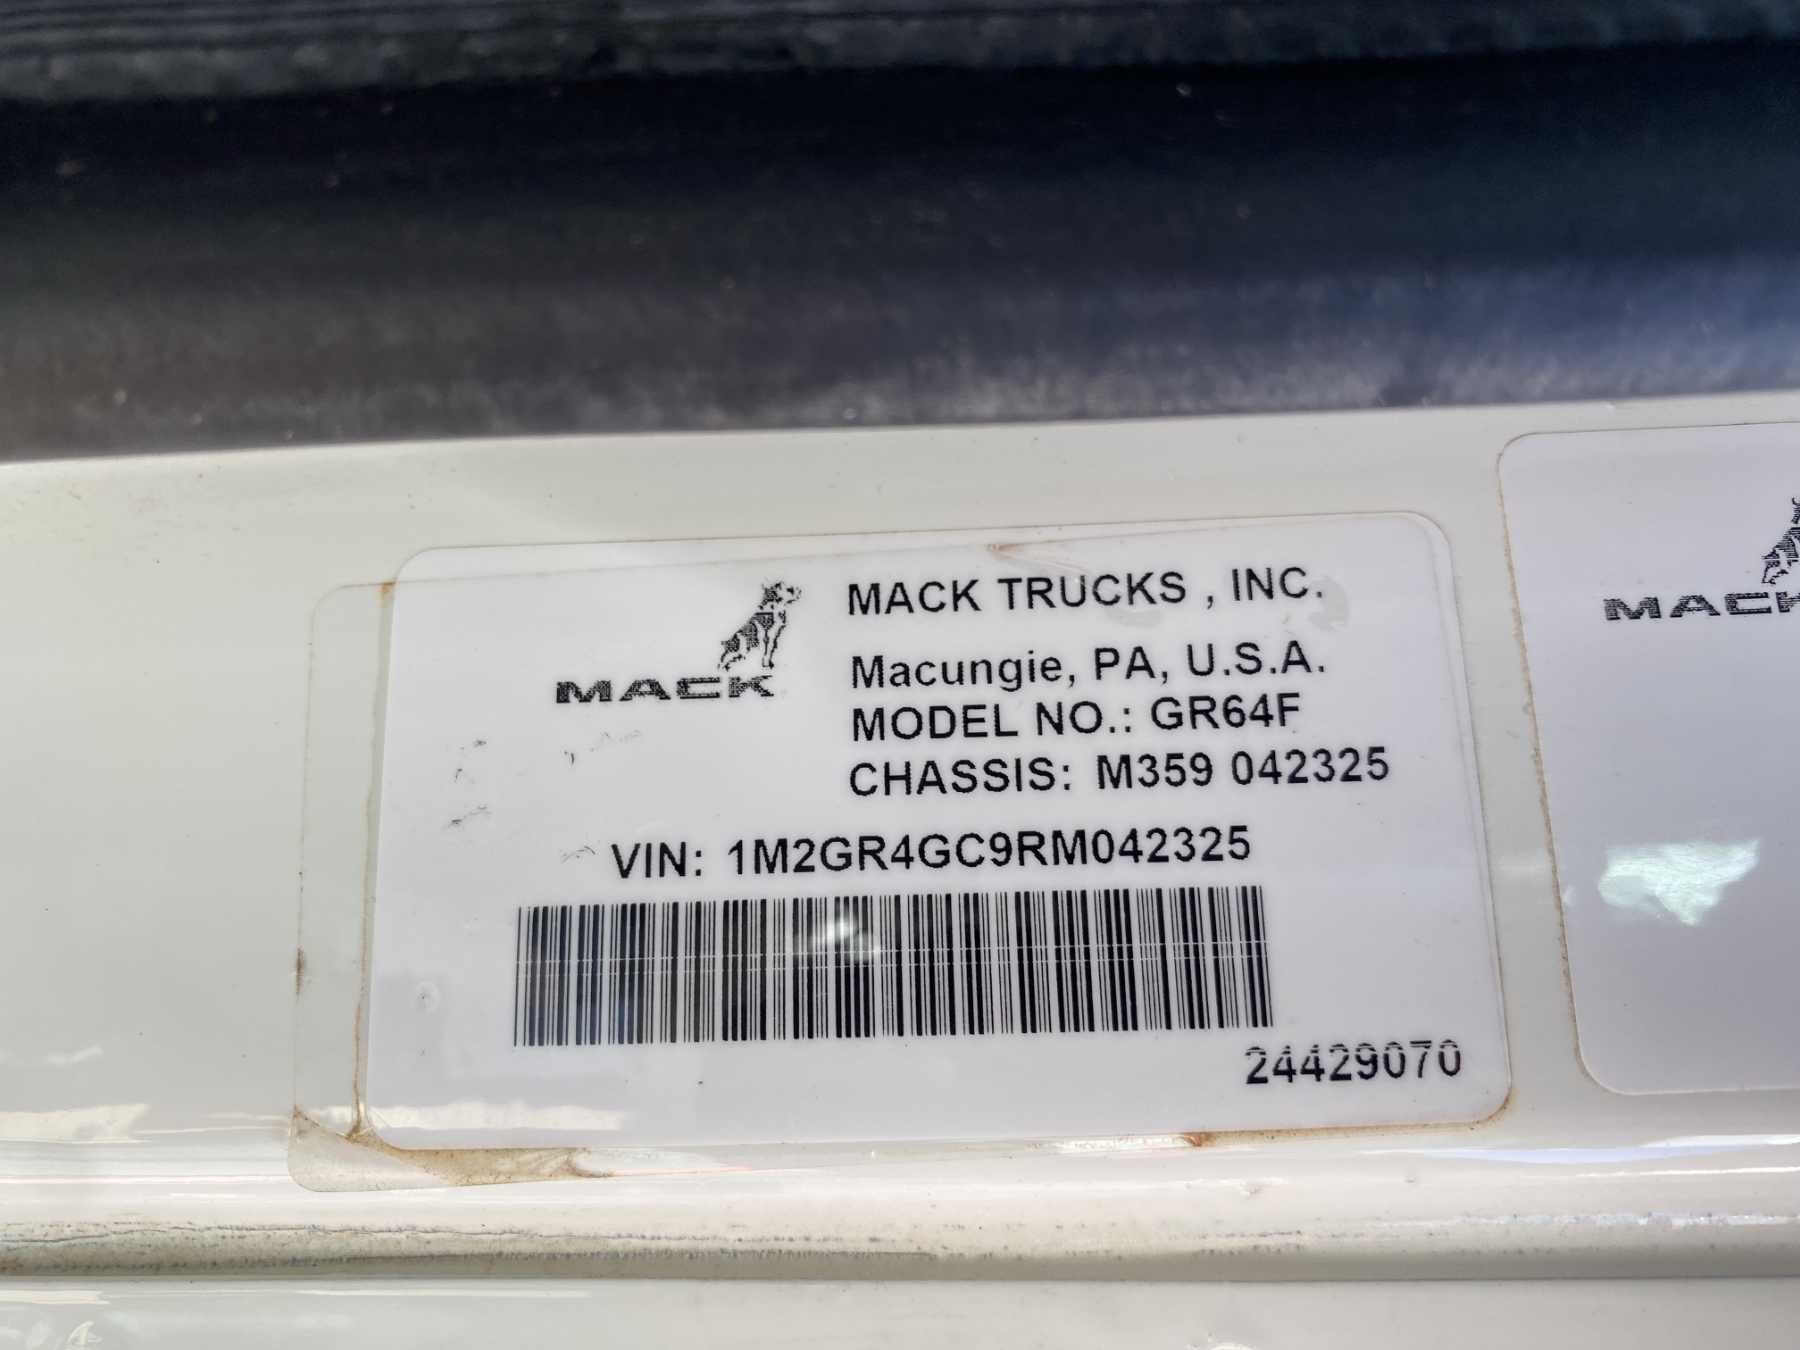 MACK
MACK TRUCKS , INC.
Macungie, PA, U.S.A.
MODEL NO.: GR64F
CHASSIS: M359 042325
VIN: 1M2GR4GC9RM042325
24429070
MACK